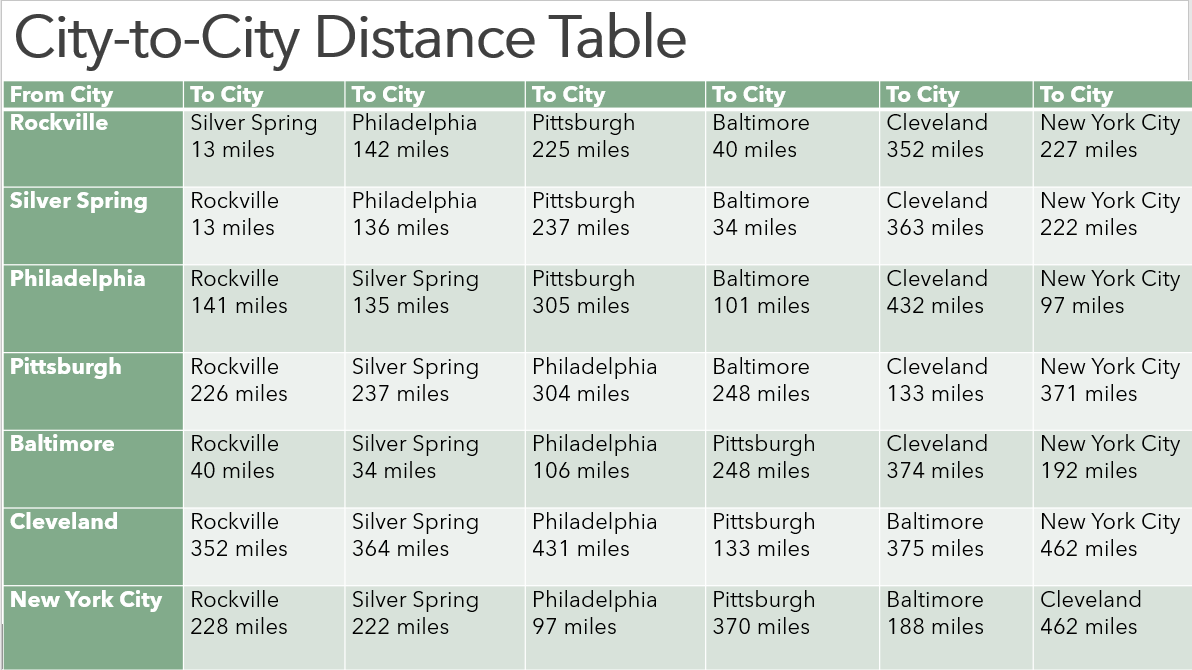 City-to-City Distance Table
From City To City To City To City To City To City To City
Rockville Silver Spring Philadelphia Pittsburgh Baltimore Cleveland New York City
13 miles 142 miles 225 miles 40 miles 352 miles 227 miles
Silver Spring Rockville Philadelphia Pittsburgh Baltimore Cleveland New York City
13 miles 136 miles 237 miles 34 miles 363 miles 222 miles
Philadelphia Rockville Silver Spring Pittsburgh Baltimore Cleveland New York City
141 miles 135 miles 305 miles 101 miles 432 miles 97 miles
Pittsburgh Rockville Silver Spring Philadelphia Baltimore Cleveland New York City
226 miles 237 miles 304 miles 248 miles 133 miles 371 miles
Baltimore Rockville Silver Spring Philadelphia Pittsburgh Cleveland New York City
40 miles 34 miles 106 miles 248 miles 374 miles 192 miles
Cleveland Rockville Silver Spring Philadelphia Pittsburgh Baltimore New York City
352 miles 364 miles 431 miles 133 miles 375 miles 462 miles
New York City Rockville Silver Spring Philadelphia Pittsburgh Baltimore Cleveland
228 miles 222 miles 97 miles 370 miles 188 miles 462 miles